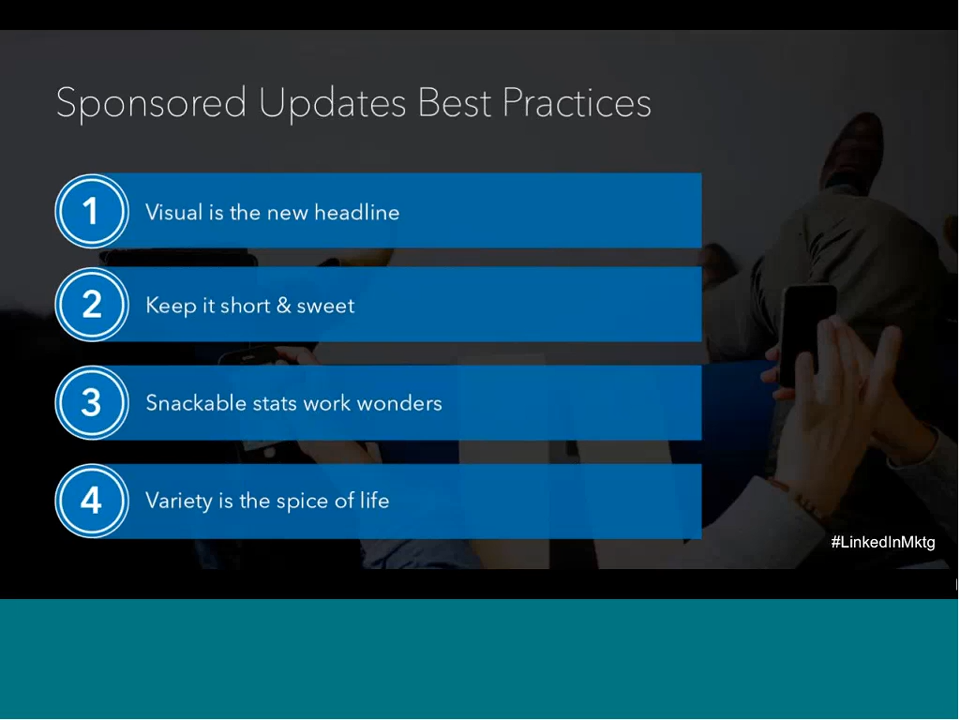 Sponsored Updates Best Practices
1 Visual is the new headline
2 Keep it short & sweet
3 Snackable stats work wonders
4 Variety is the spice of life
#LinkedInMktg